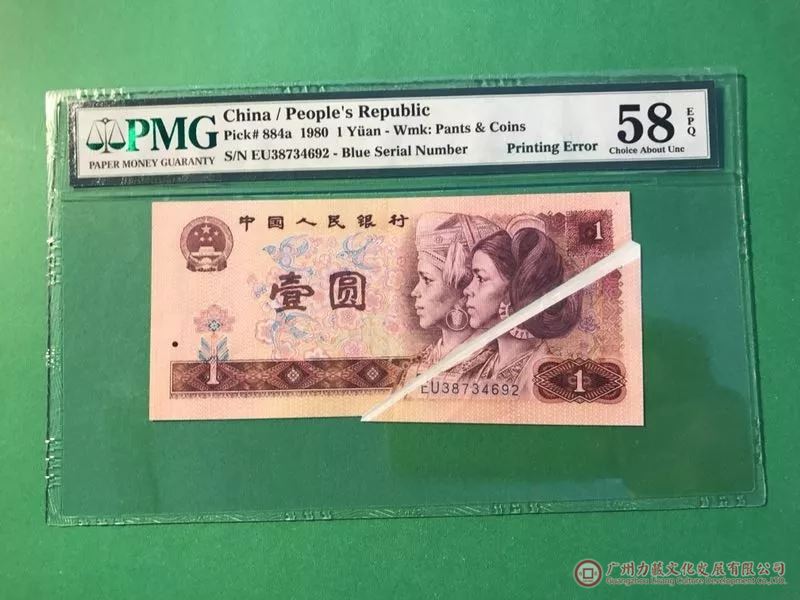 PMG
PAPER MONEY GUARANTY
China / People's Republic
Pick# 884a 1980 1 Yüan - Wmk: Pants & Coins
S/N EU38734692 - Blue Serial Number
Printing Error
58
EPQ
Choice About Unc
中国人民银行
1
壹圆
1
EU38734692
1
广州力藏文化发展有限公司
Guangzhou Licang Culture Development Co.,LTD.